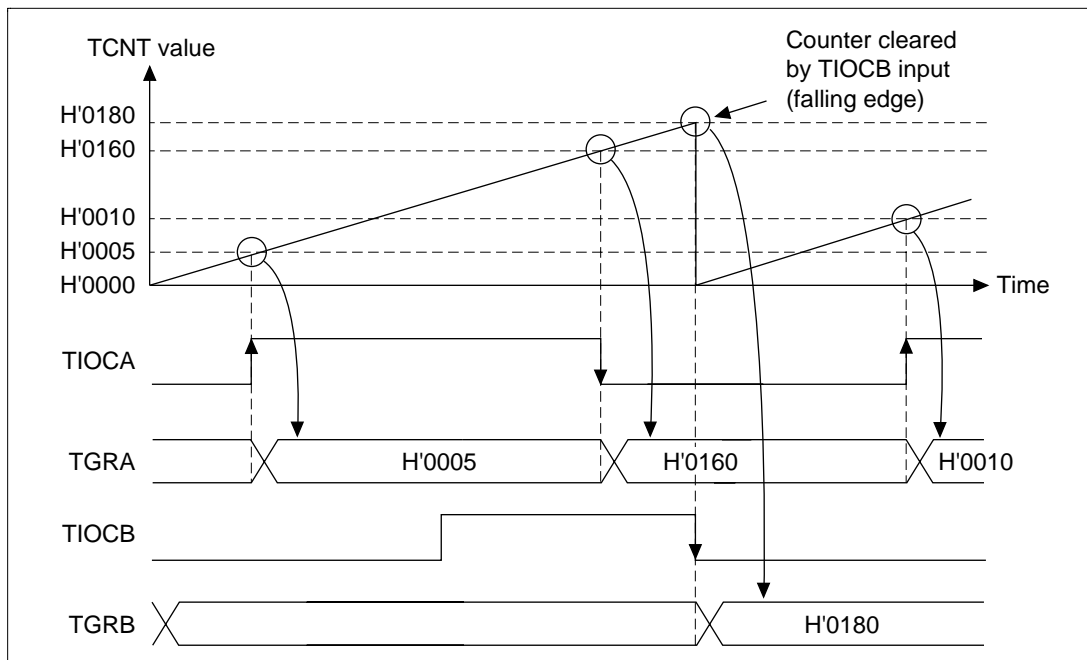 TCNT value
Counter cleared
by TIOCB input
(falling edge)
H'0180
H'0160
H'0010
H'0005
H'0000
Time
TIOCA
TGRA
H'0005
H'0160
H'0010
TIOCB
TGRB
H'0180